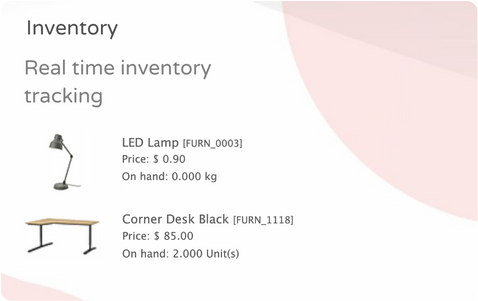 Inventory
Real time inventory
tracking
LED Lamp [FURN_0003]
Price: $ 0.90
On hand: 0.000 kg
Corner Desk Black [FURN_1118]
Price: $ 85.00
On hand: 2.000 Unit(s)